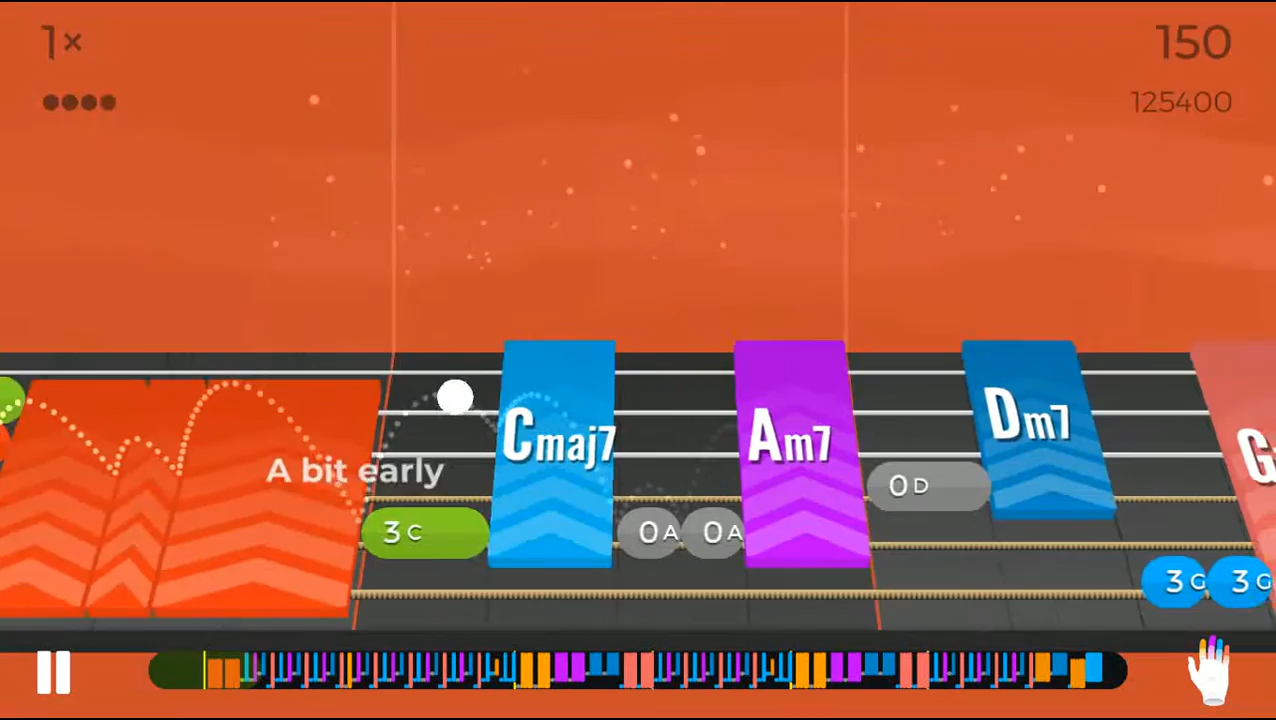 1×
150
125400
Cmaj7
Am7
Dm7
G
A bit early
0 D
3 C
0 A
0 A
3 G
3 G